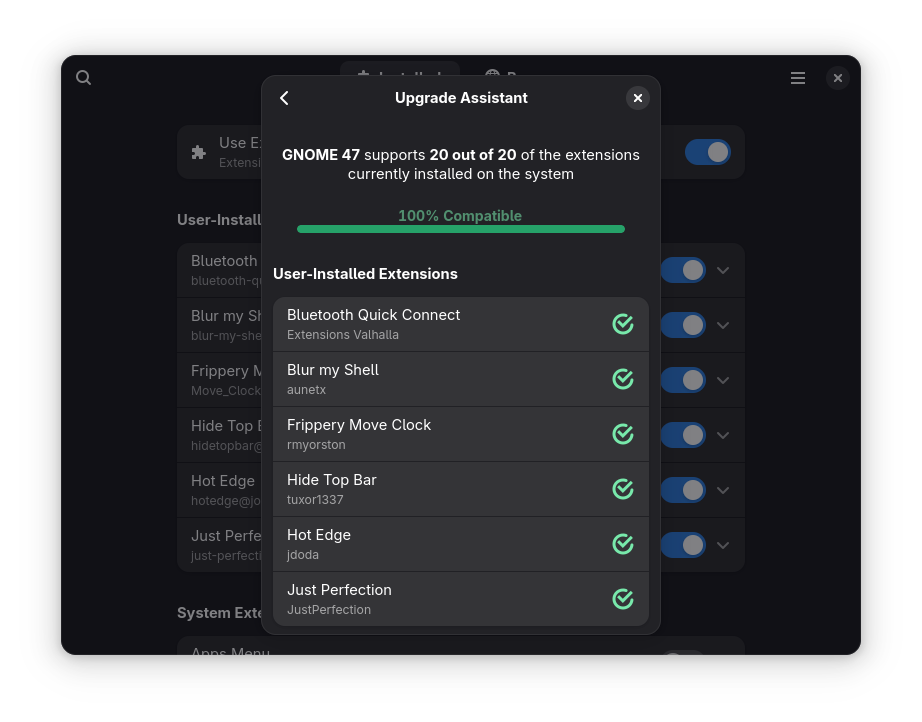 Upgrade Assistant
GNOME 47 supports 20 out of 20 of the extensions
currently installed on the system
100% Compatible
User-Installed Extensions
Bluetooth Quick Connect
Extensions Valhalla
Blur my Shell
aunetx
Frippery Move Clock
rmyorston
Hide Top Bar
tuxor1337
Hot Edge
jdoda
Just Perfection
JustPerfection
Use
User-Install
Bluetooth
bluetooth-qu
Blur my Sh
blur-my-she
Frippery M
Move_Clock
Hide Top
hidetopbar@
Hot Edge
hotedge@jo
Just Perfe
just-perfecti
System Exte
Apps Menu